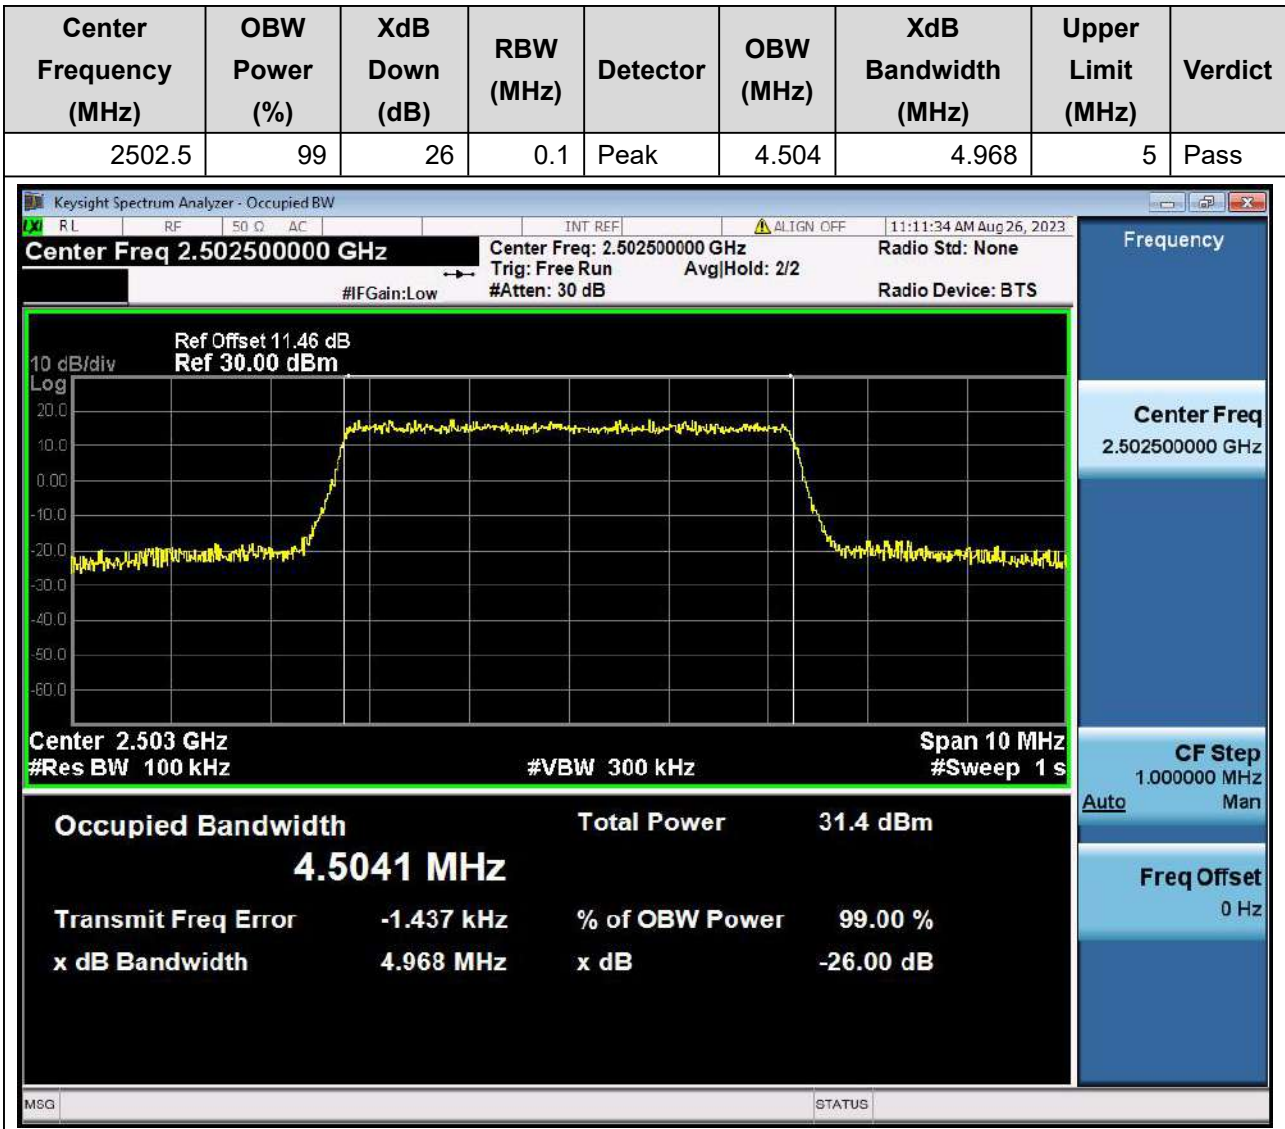 Center Frequency (MHz) OBW Power (%) XdB Down (dB) RBW (MHz) Detector OBW (MHz) XdB Bandwidth (MHz) Upper Limit (MHz) Verdict
2502.5 99 26 0.1 Peak 4.504 4.968 5 Pass
Keysight Spectrum Analyzer - Occupied BW
LXI RL RF 50 Ω AC INT REF ALIGN OFF 11:11:34 AM Aug 26, 2023
Center Freq 2.502500000 GHz
Center Freq: 2.502500000 GHz
Radio Std: None
Trig: Free Run Avg|Hold: 2/2
#IFGain:Low
#Atten: 30 dB
Radio Device: BTS
Frequency
Ref Offset 11.46 dB
10 dB/div Ref 30.00 dBm
Log
20.0
10.0
0.00
-10.0
-20.0
-30.0
-40.0
-50.0
-60.0
Center 2.503 GHz Span 10 MHz
#Res BW 100 kHz #VBW 300 kHz #Sweep 1 s
Center Freq
2.502500000 GHz
CF Step
1.000000 MHz
Auto Man
Freq Offset
0 Hz
Occupied Bandwidth Total Power 31.4 dBm
4.5041 MHz
Transmit Freq Error -1.437 kHz % of OBW Power 99.00 %
x dB Bandwidth 4.968 MHz x dB -26.00 dB
MSG STATUS